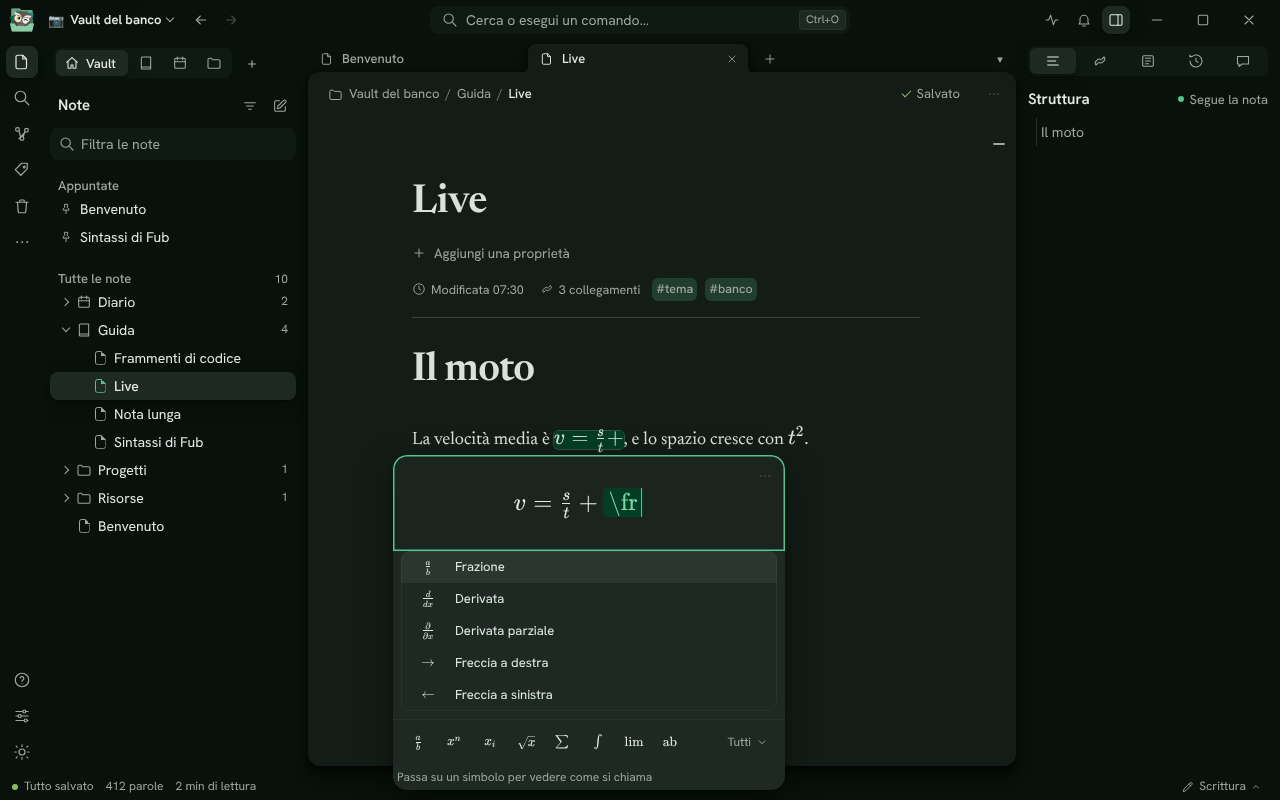 Vault del banco
Cerca o esegui un comando...
Ctrl+O
Vault
Benvenuto
Live
Note
Filtra le note
Appuntate
Benvenuto
Sintassi di Fub
Tutte le note 10
Diario 2
Guida 4
Frammenti di codice
Live
Nota lunga
Sintassi di Fub
Progetti 1
Risorse 1
Benvenuto
Vault del banco / Guida / Live
Salvato
Live
Aggiungi una proprietà
Modificata 07:30 3 collegamenti #tema #banco
Il moto
La velocità media è v = s/t +, e lo spazio cresce con t².
v = s/t + \fr
a/b Frazione
d/dx Derivata
∂/∂x Derivata parziale
→ Freccia a destra
← Freccia a sinistra
a/b xⁿ xᵢ √x ∑ ∫ lim ab Tutti
Passa su un simbolo per vedere come si chiama
Struttura
Segue la nota
Il moto
Tutto salvato 412 parole 2 min di lettura
Scrittura